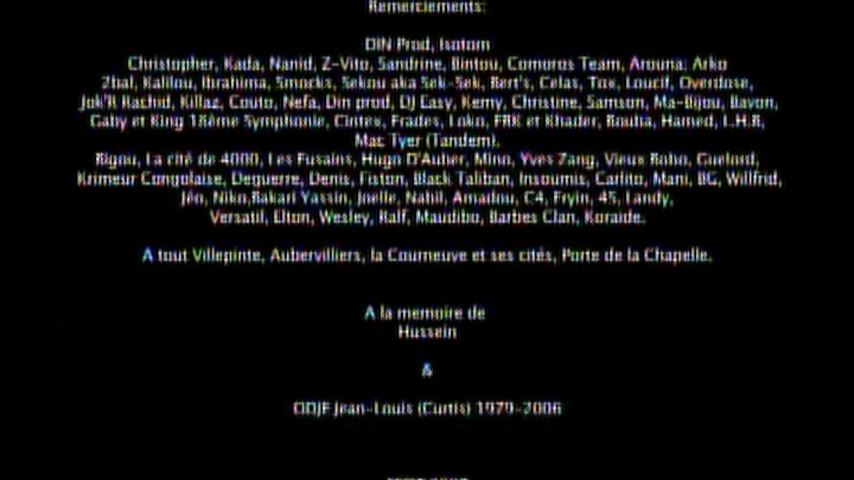 Remerciements:
DIN Prod, Isotom
Christopher, Kada, Nanid, Z-Vito, Sandrine, Bintou, Comoros Team, Arouna, Arko
Zbal, Kalilou, Ibrahima, Smocks, Sekou aka Sek-Sek, Bert's, Celas, Tox, Loucif, Overdose,
Jok'R Rachid, Killaz, Couto, Nefa, Din prod, DJ Easy, Kemy, Christine, Samson, Ma-Bijou, Bavon,
Gaby et King 18ème Symphonie, Cintex, Frades, Loko, FRK et Khader, Bouba, Hamed, L.H.B,
Mac Tyer (Tandem).
Bigou, La cité de 4000, Les Fusains, Hugo D'Auber, Mino, Yves Zang, Vieux Baho, Guelord,
Krimeur Congolaise, Deguerre, Denis, Fiston, Black Taliban, Insoumis, Carlito, Mani, BG, Willfrid,
Jén, Niko,Bakari Yassin, Joelle, Nabil, Amadou, C4, Fryin, 45, Landy,
Versatil, Elton, Wesley, Ralf, Maudibo, Barbes Clan, Koraide.
A tout Villepinte, Aubervilliers, la Courneuve et ses cités, Porte de la Chapelle.
A la memoire de
Hussein
&
ODJF Jean-Louis (Curtis) 1979-2006